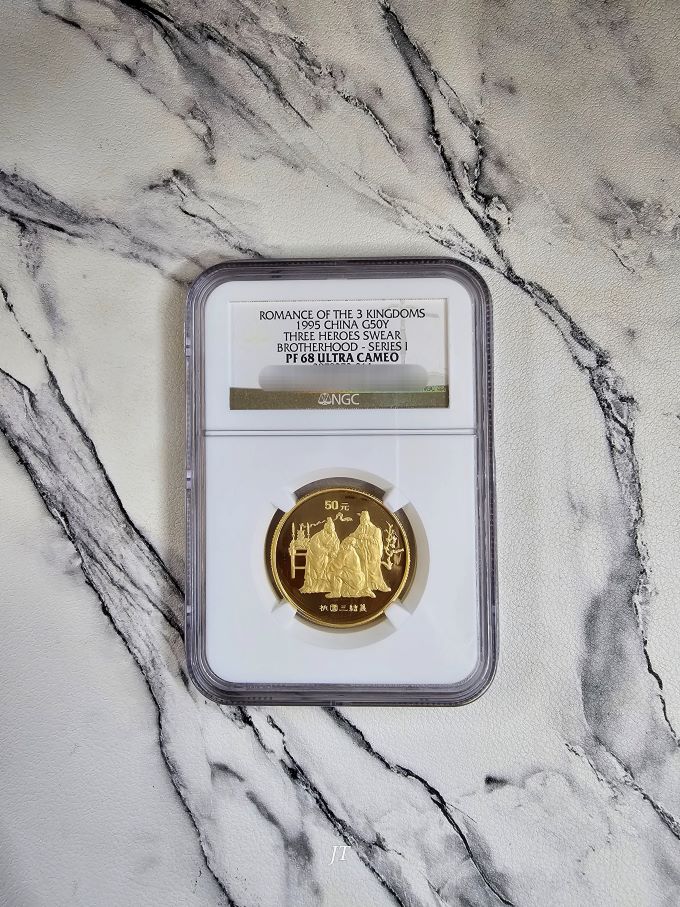 ROMANCE OF THE 3 KINGDOMS
1995 CHINA G50Y
THREE HEROES SWEAR
BROTHERHOOD - SERIES I
PF 68 ULTRA CAMEO
NGC
50元
桃園三結義
JT